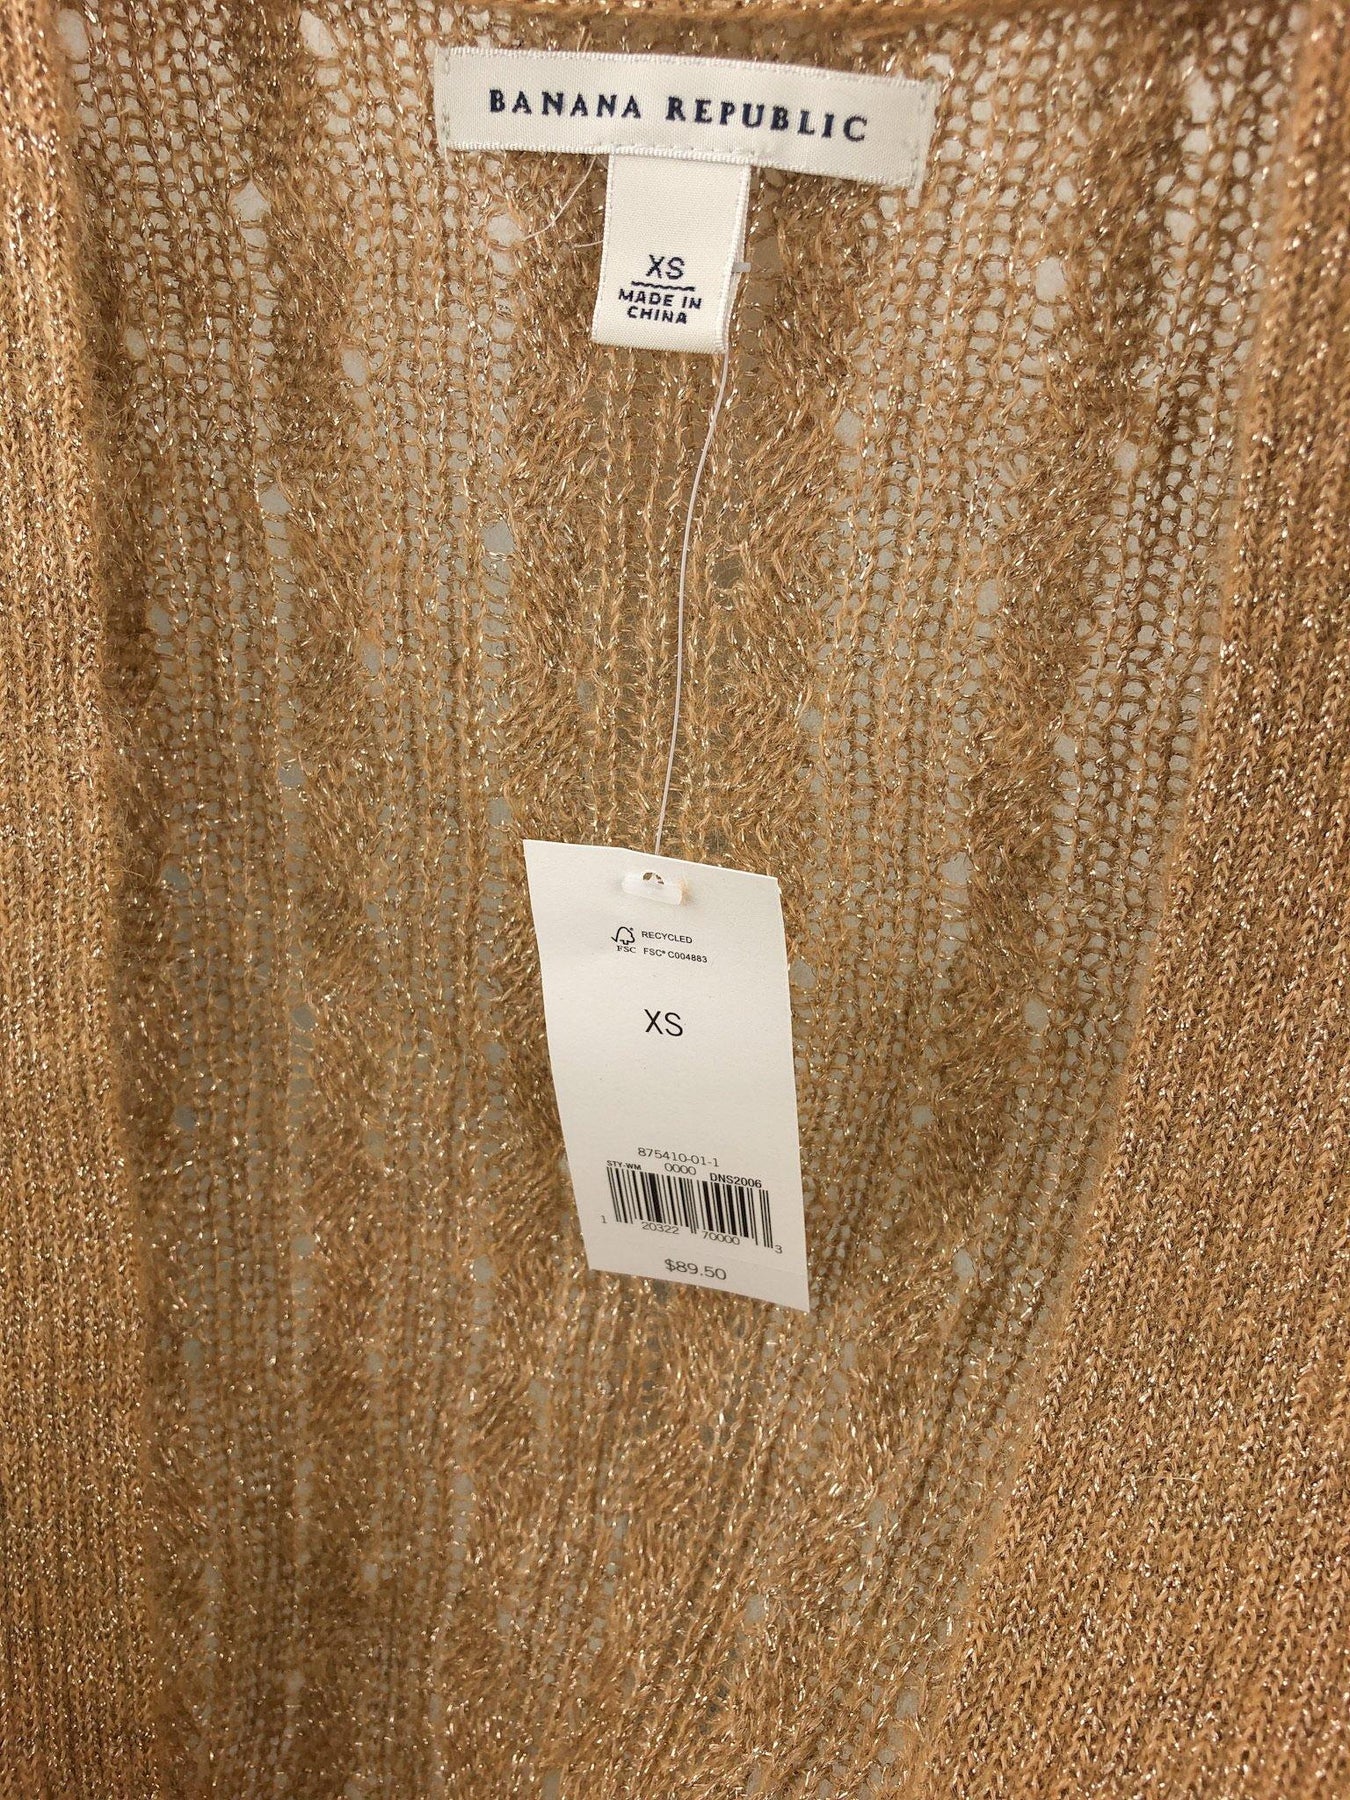 BANANA REPUBLIC
XS
MADE IN
CHINA
RECYCLED
FSC FSC® C004883
XS
875410-01-1
STY-WM 0000 DNS2006
1 20322 70000 3
$89.50